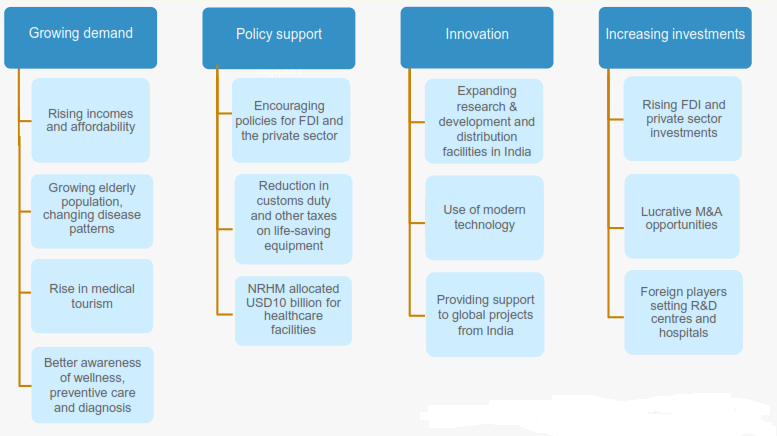 Growing demand
Rising incomes
and affordability
Growing elderly
population,
changing disease
patterns
Rise in medical
tourism
Better awareness
of wellness,
preventive care
and diagnosis
Policy support
Encouraging
policies for FDI and
the private sector
Reduction in
customs duty
and other taxes
on life-saving
equipment
NRHM allocated
USD10 billion for
healthcare
facilities
Innovation
Expanding
research &
development and
distribution
facilities in India
Use of modern
technology
Providing support
to global projects
from India
Increasing investments
Rising FDI and
private sector
investments
Lucrative M&A
opportunities
Foreign players
setting R&D
centres and
hospitals